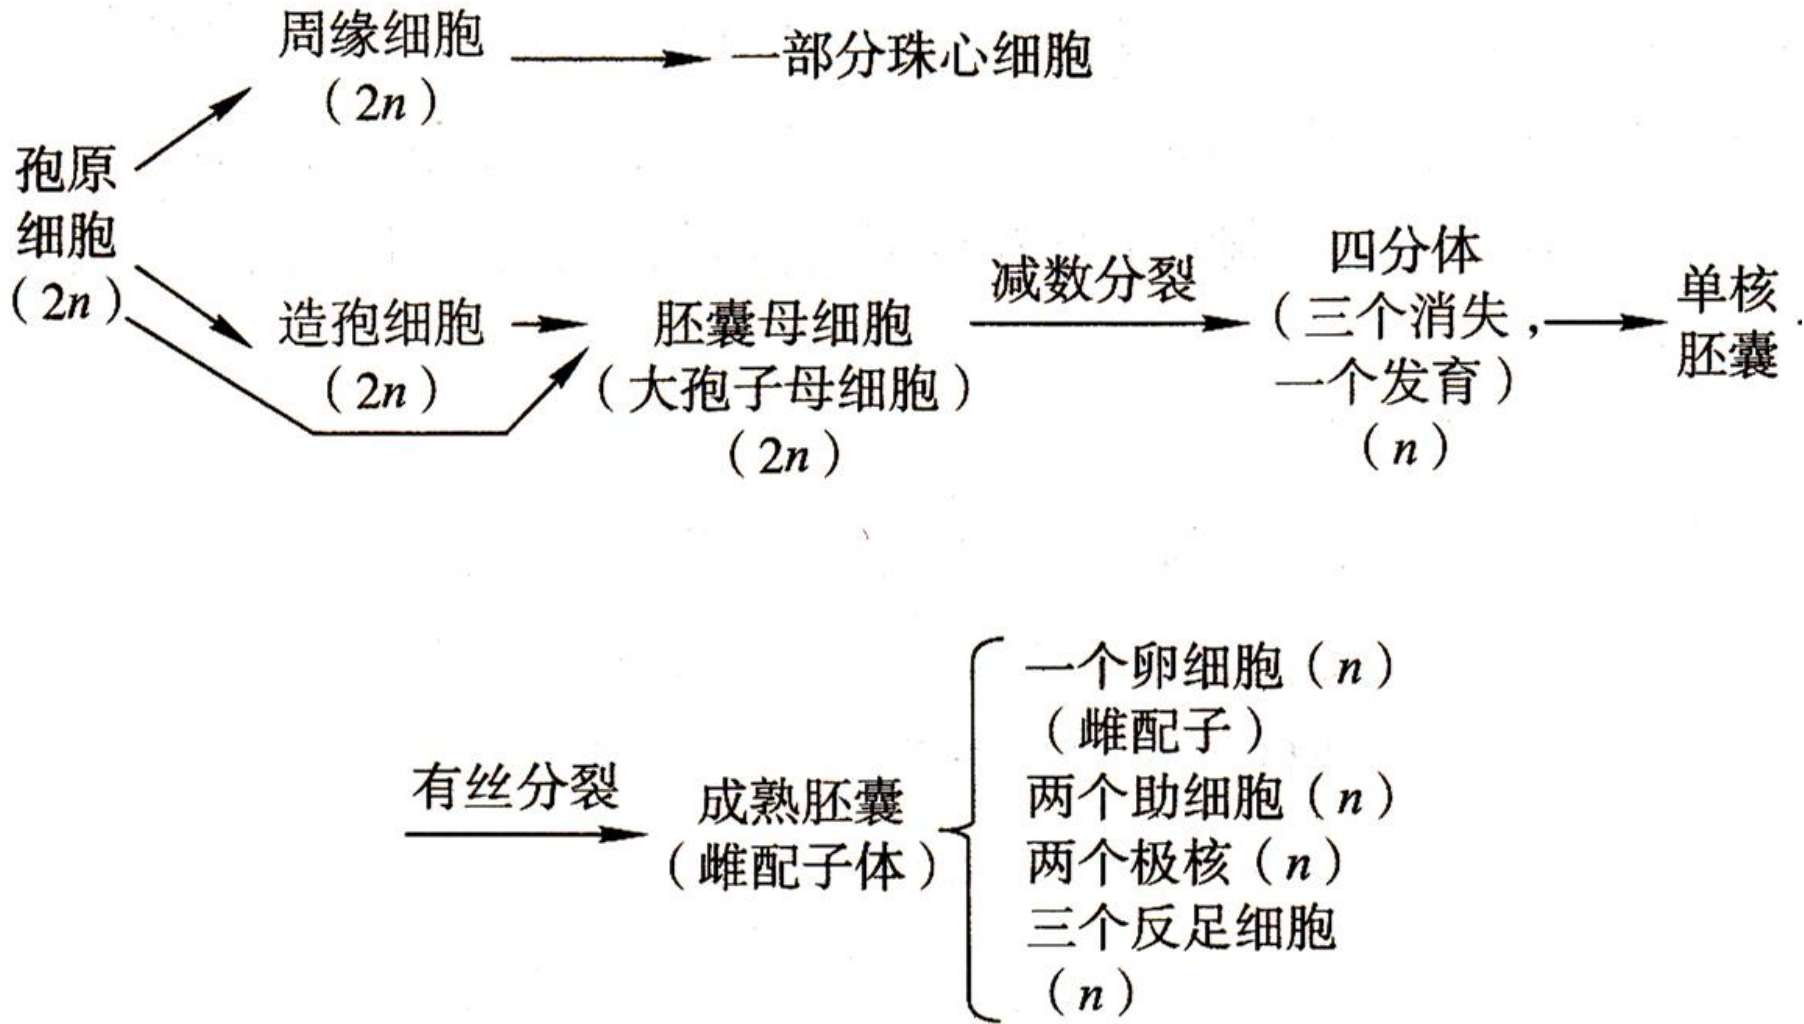 周缘细胞
(2n)
一部分珠心细胞
孢原
细胞
(2n)
造孢细胞
(2n)
胚囊母细胞
(大孢子母细胞)
(2n)
减数分裂
四分体
(三个消失,
一个发育)
(n)
单核
胚囊
有丝分裂
成熟胚囊
(雌配子体)
一个卵细胞(n)
(雌配子)
两个助细胞(n)
两个极核(n)
三个反足细胞
(n)